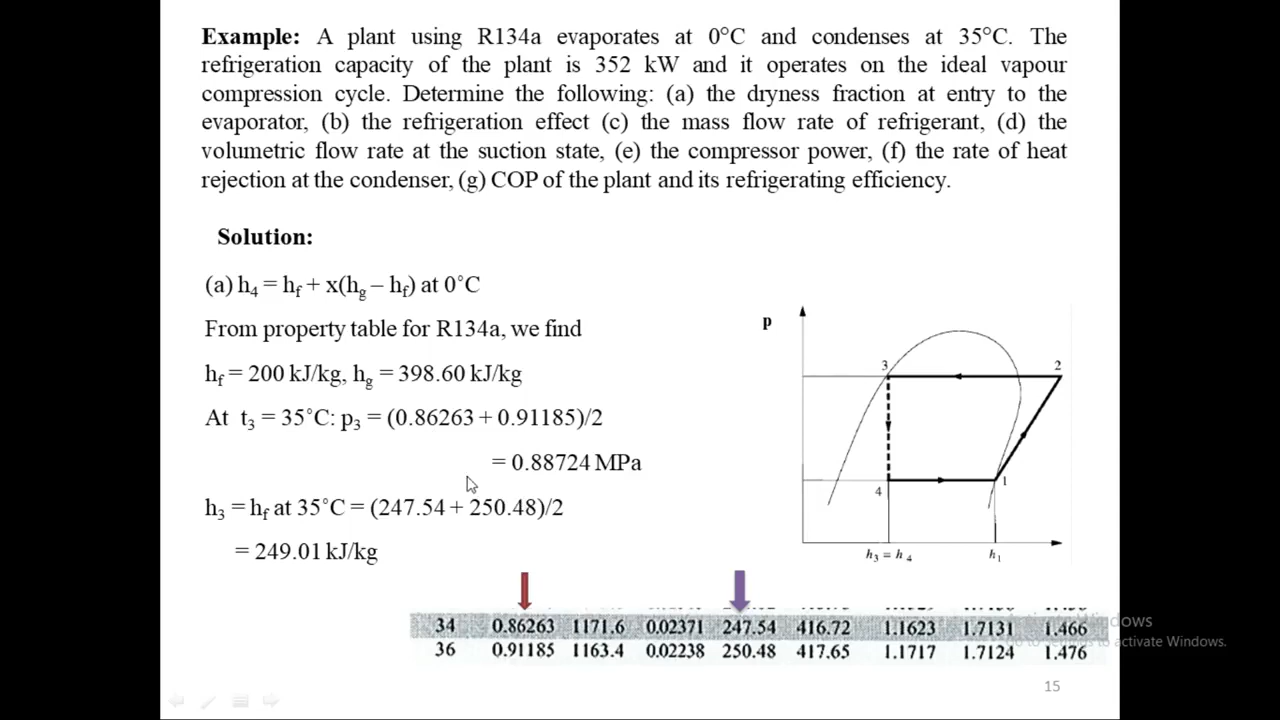 Example: A plant using R134a evaporates at 0°C and condenses at 35°C. The
refrigeration capacity of the plant is 352 kW and it operates on the ideal vapour
compression cycle. Determine the following: (a) the dryness fraction at entry to the
evaporator, (b) the refrigeration effect (c) the mass flow rate of refrigerant, (d) the
volumetric flow rate at the suction state, (e) the compressor power, (f) the rate of heat
rejection at the condenser, (g) COP of the plant and its refrigerating efficiency.
Solution:
(a) h4 = hf + x(hg – hf) at 0°C
From property table for R134a, we find
hf = 200 kJ/kg, hg = 398.60 kJ/kg
At t3 = 35°C: p3 = (0.86263 + 0.91185)/2
= 0.88724 MPa
h3 = hf at 35°C = (247.54 + 250.48)/2
= 249.01 kJ/kg
p
3
2
4
1
h3 = h4
h1
34 0.86263 1171.6 0.02371 247.54 416.72 1.1623 1.7131 1.466
36 0.91185 1163.4 0.02238 250.48 417.65 1.1717 1.7124 1.476
activate Windows.
15